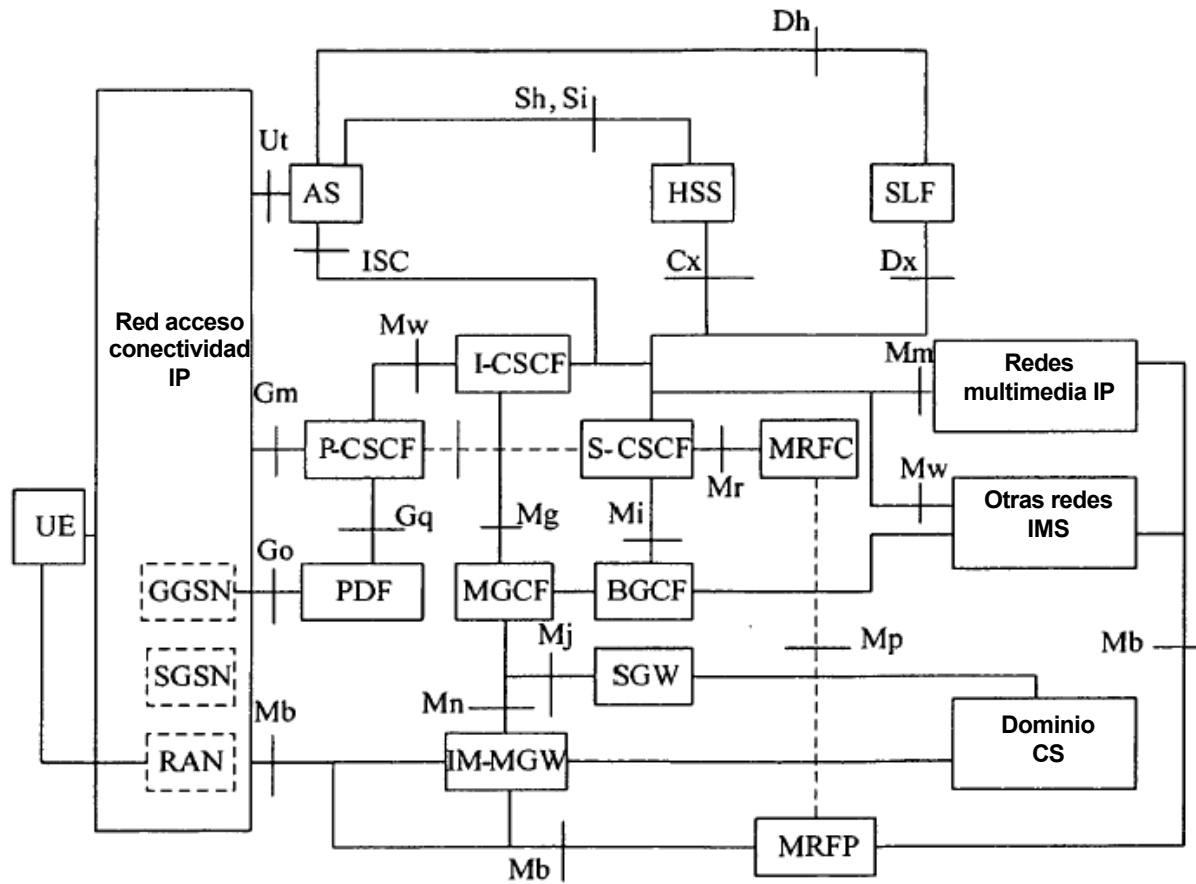 Dh
Sh, Si
Ut
AS
HSS
SLF
ISC
Cx
Dx
Red acceso
conectividad
IP
Mw
I-CSCF
Mm
Redes
multimedia IP
Gm
P-CSCF
S-CSCF
MRFC
Mr
Mw
Otras redes
IMS
UE
Gq
Mg
Mi
Go
GGSN
PDF
MGCF
BGCF
Mj
Mp
Mb
SGSN
SGW
Mb
Mn
Dominio
CS
RAN
IM-MGW
Mb
MRFP